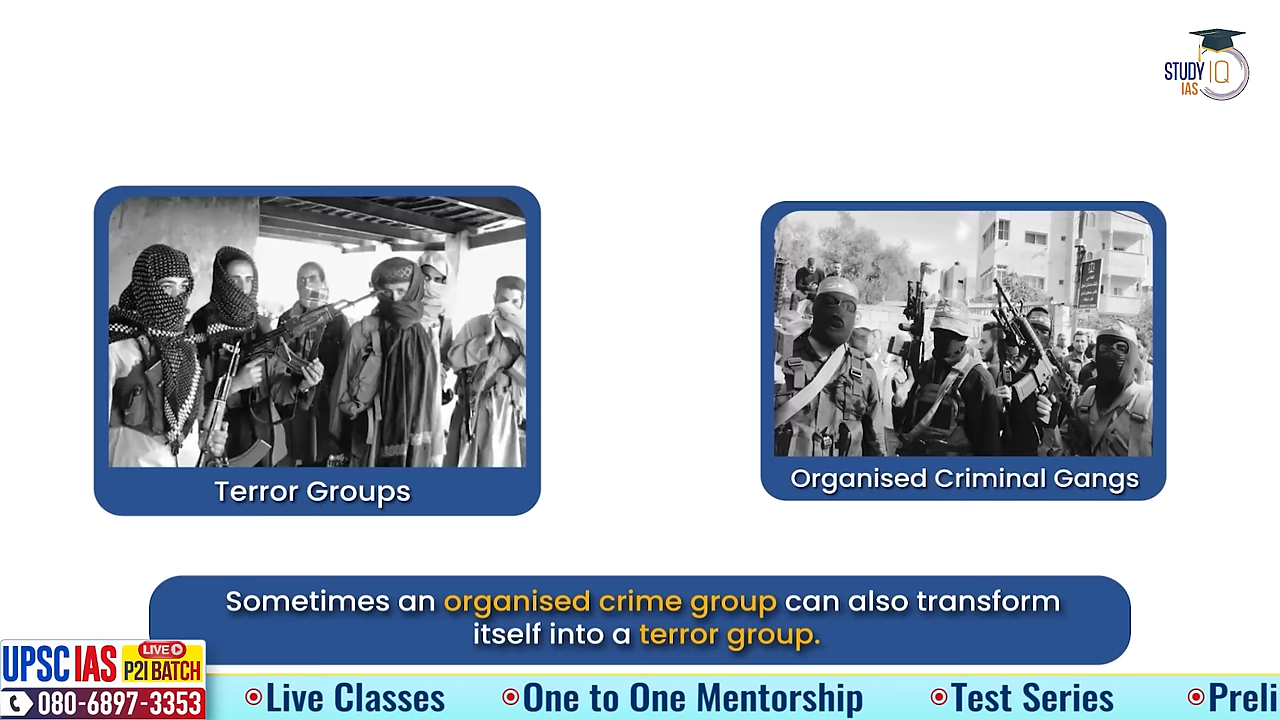 STUDY IQ
IAS
Terror Groups
Organised Criminal Gangs
Sometimes an organised crime group can also transform
itself into a terror group.
UPSC IAS LIVE P2I BATCH
080-6897-3353
Live Classes One to One Mentorship Test Series Preli